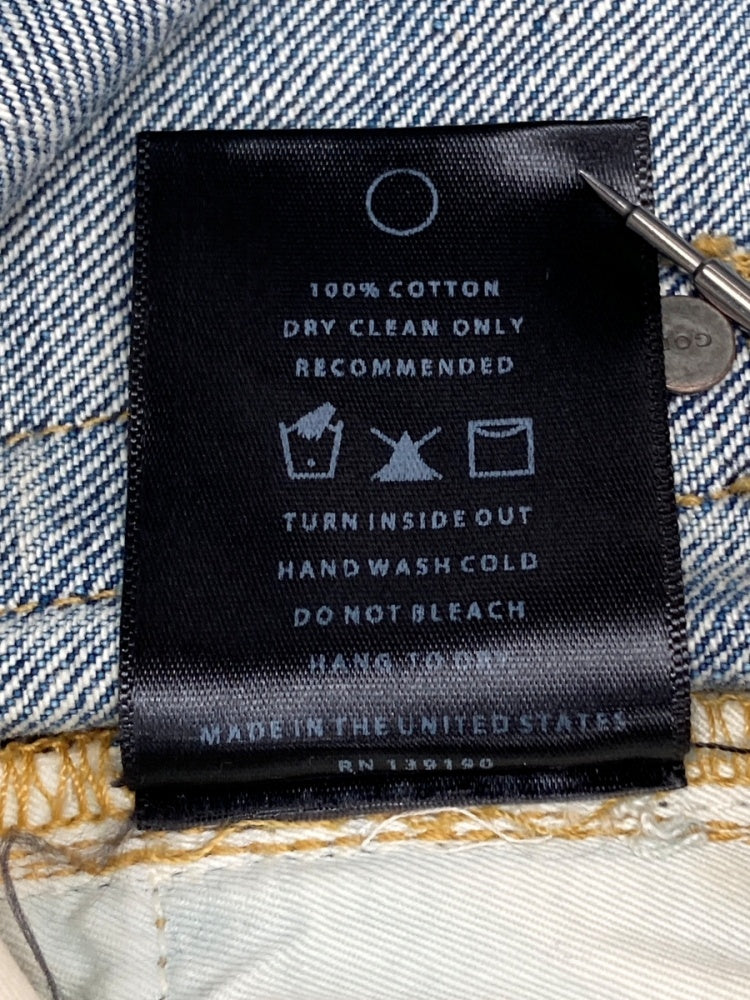 100% COTTON
DRY CLEAN ONLY
RECOMMENDED
TURN INSIDE OUT
HAND WASH COLD
DO NOT BLEACH
HANG TO DRY
MADE IN THE UNITED STATES
RN 139190